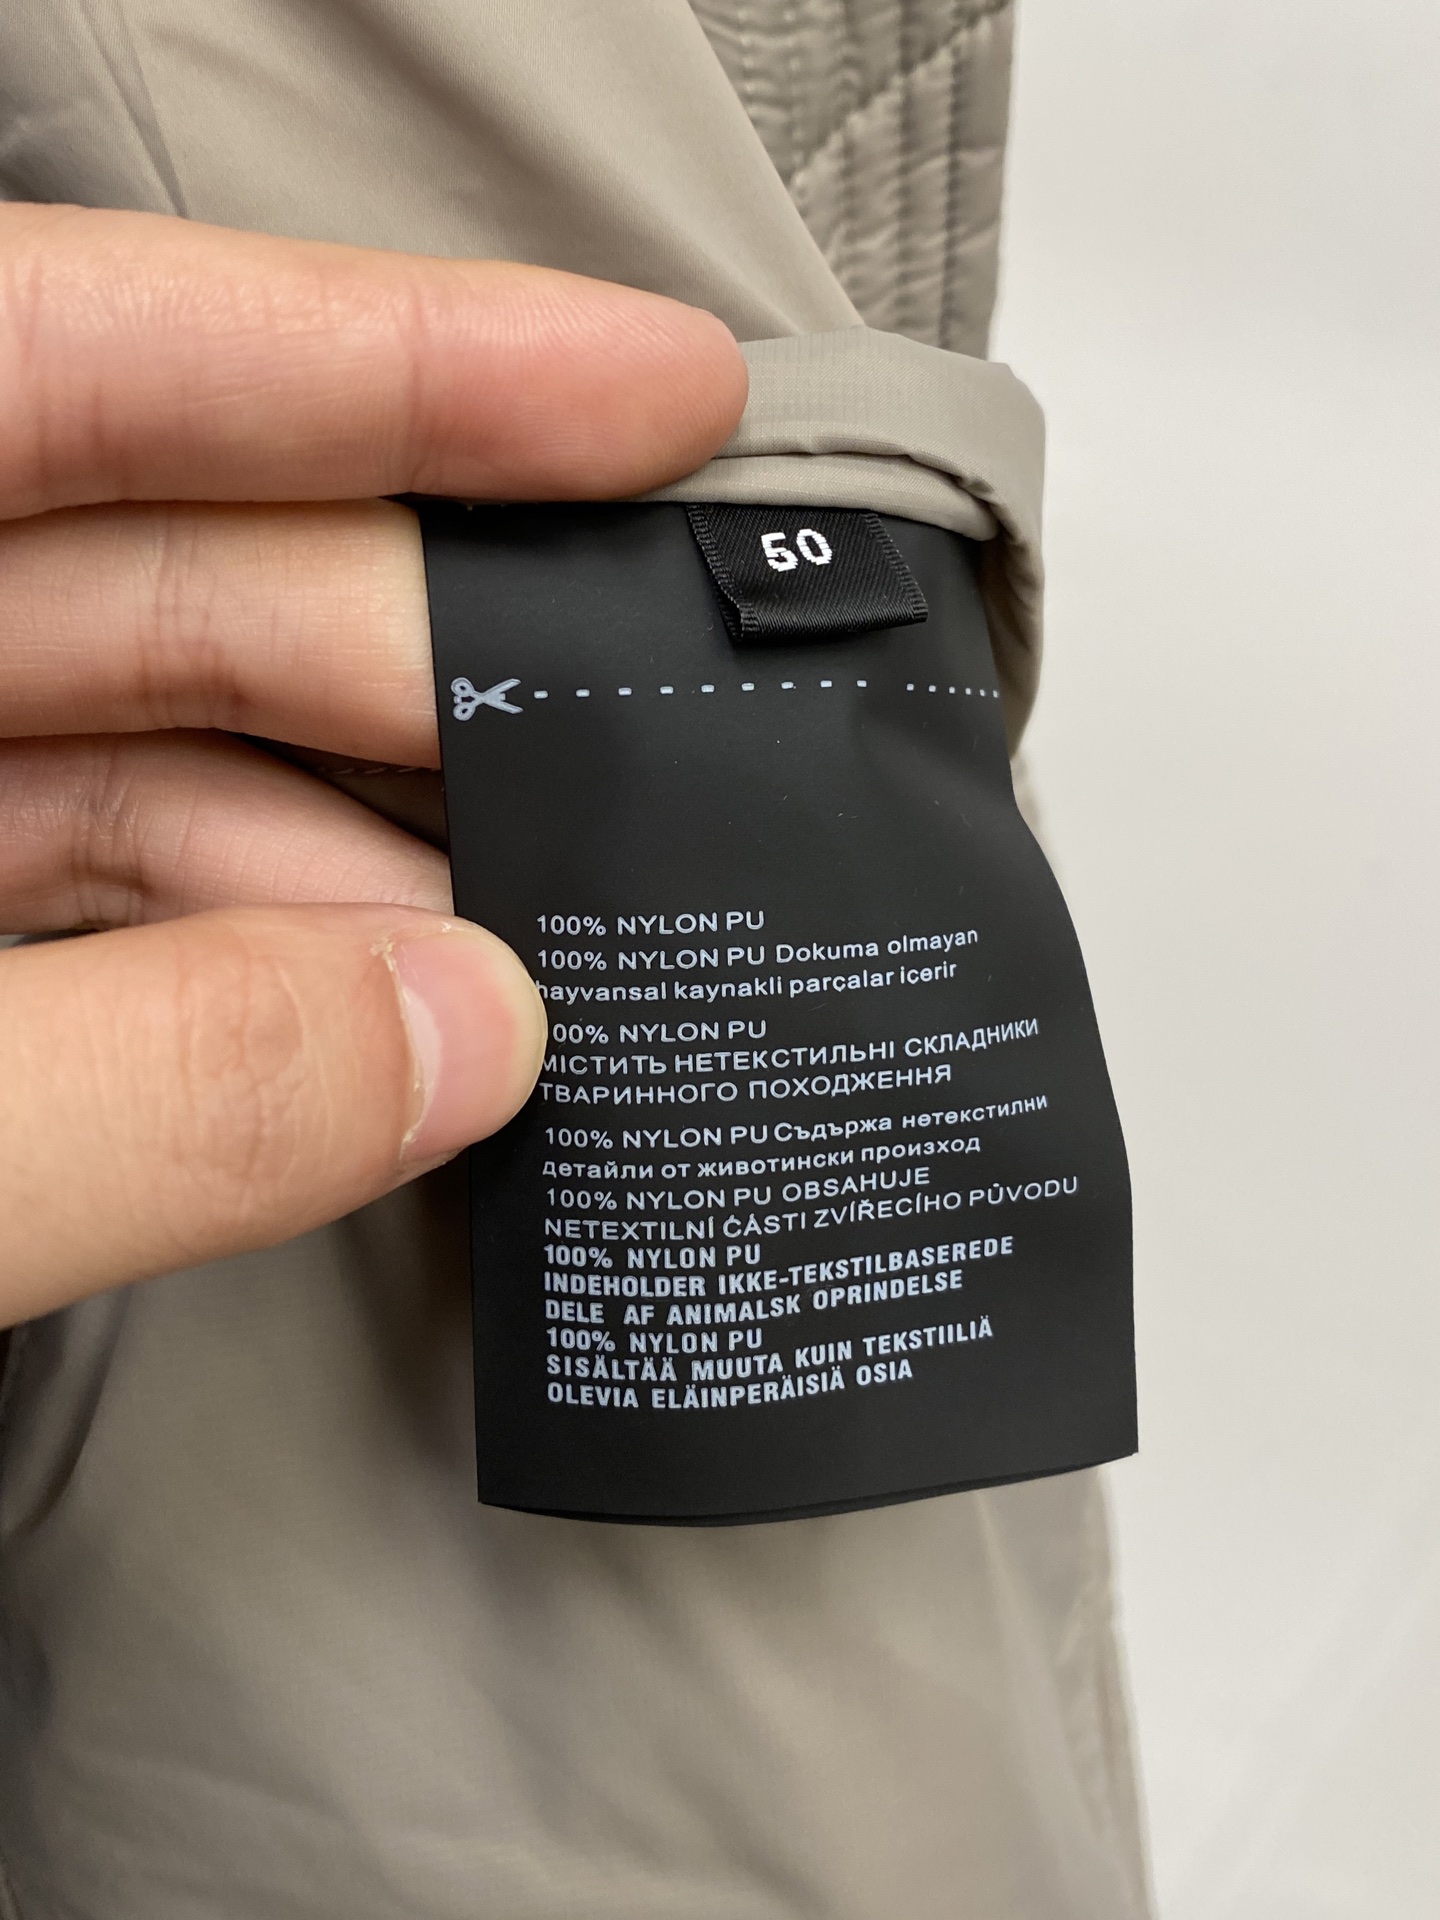 50
100% NYLON PU
100% NYLON PU Dokuma olmayan
hayvansal kaynakli parçalar içerir
100% NYLON PU
МІСТИТЬ НЕТЕКСТИЛЬНІ СКЛАДНИКИ
ТВАРИННОГО ПОХОДЖЕННЯ
100% NYLON PU Съдържа нетекстилни
детайли от животински произход
100% NYLON PU OBSAHUJE
NETEXTILNÍ ČÁSTI ZVÍŘECÍHO PŮVODU
100% NYLON PU
INDEHOLDER IKKE-TEKSTILBASEREDE
DELE AF ANIMALSK OPRINDELSE
100% NYLON PU
SISÄLTÄÄ MUUTA KUIN TEKSTIILIÄ
OLEVIA ELÄINPERÄISIÄ OSIA